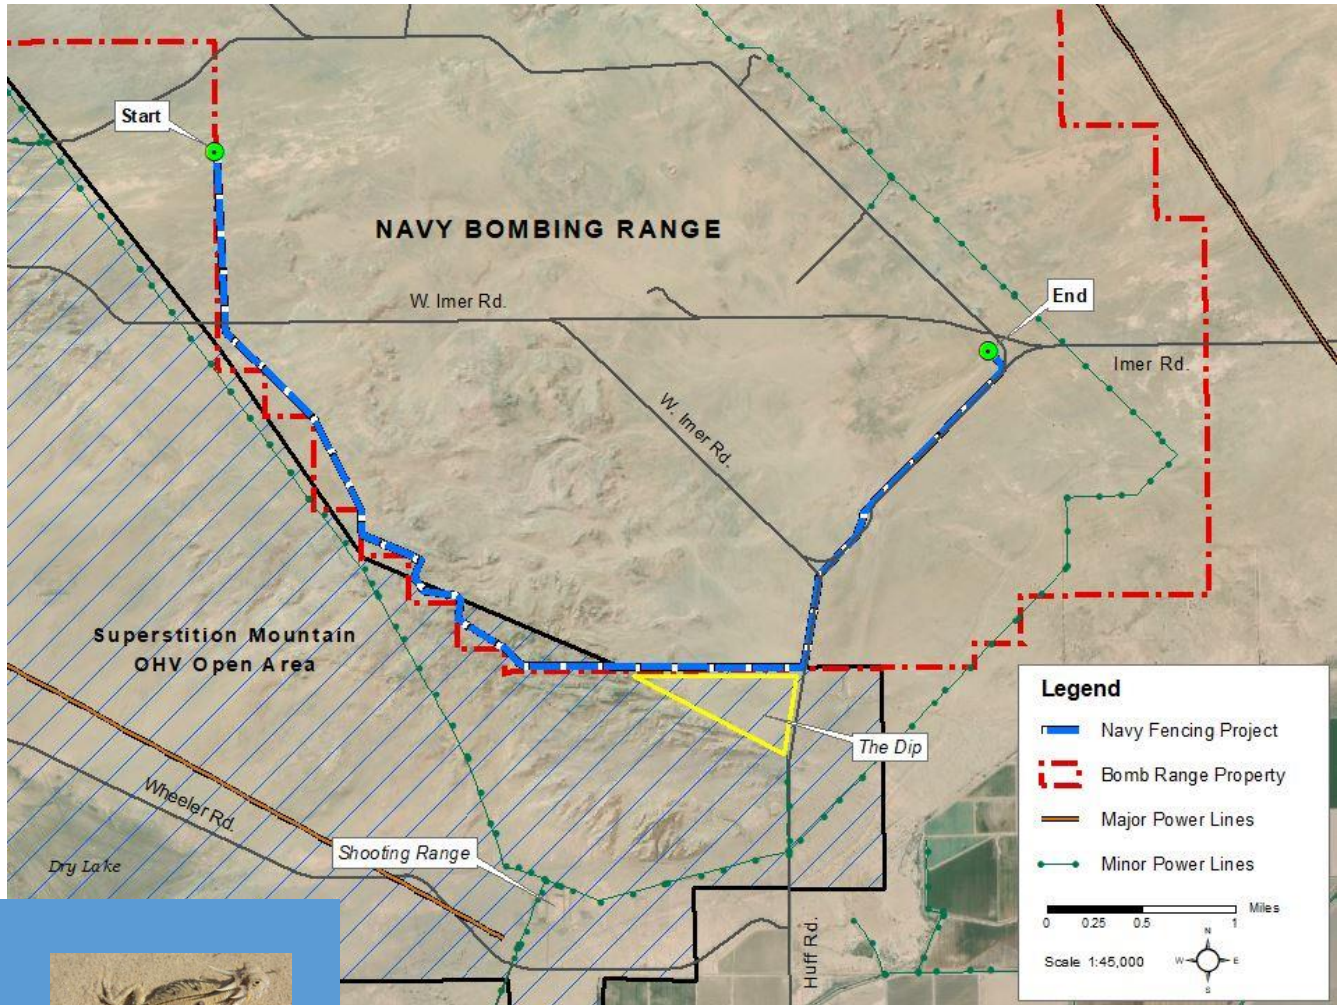 Start
NAVY BOMBING RANGE
End
W. Imer Rd.
Imer Rd.
W. Imer Rd.
Superstition Mountain
OHV Open Area
The Dip
Wheeler Rd.
Shooting Range
Dry Lake
Huff Rd.
Legend
Navy Fencing Project
Bomb Range Property
Major Power Lines
Minor Power Lines
Miles
0 0.25 0.5 1
N
Scale 1:45,000
W E
S